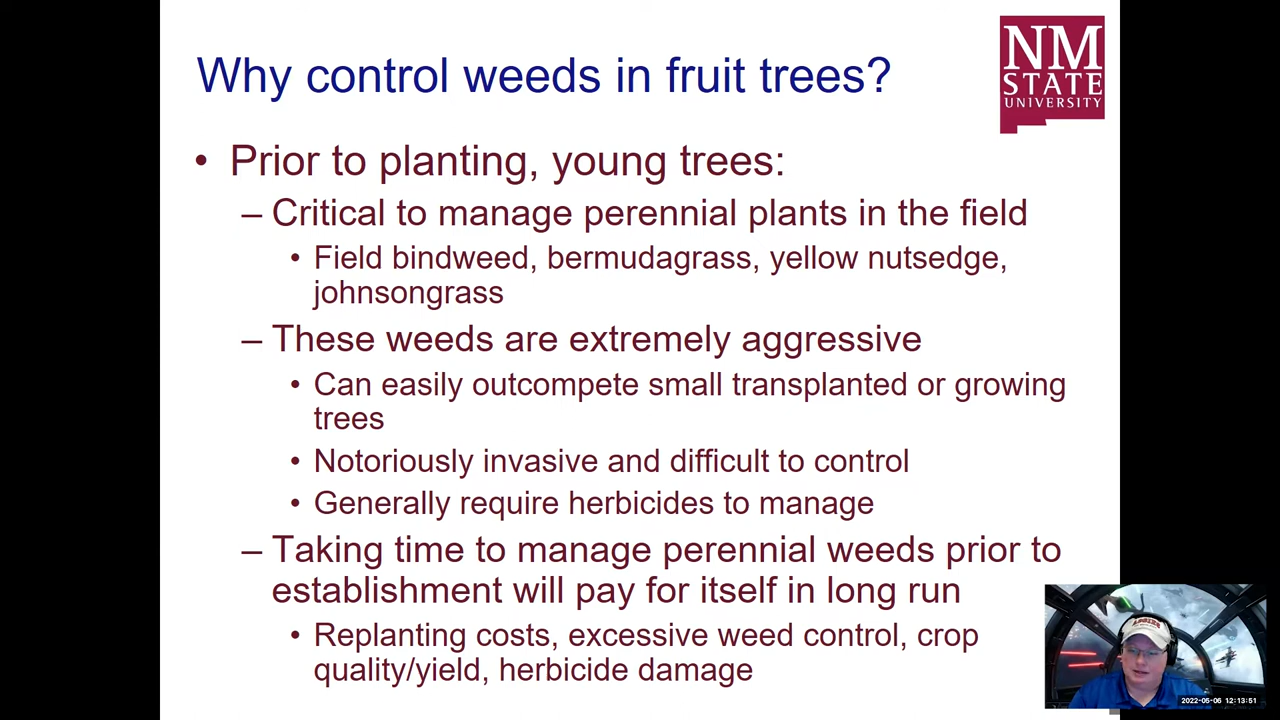 Why control weeds in fruit trees?
NM
STATE
UNIVERSITY
• Prior to planting, young trees:
– Critical to manage perennial plants in the field
• Field bindweed, bermudagrass, yellow nutsedge,
johnsongrass
– These weeds are extremely aggressive
• Can easily outcompete small transplanted or growing
trees
• Notoriously invasive and difficult to control
• Generally require herbicides to manage
– Taking time to manage perennial weeds prior to
establishment will pay for itself in long run
• Replanting costs, excessive weed control, crop
quality/yield, herbicide damage
AGGIES
2022-05-06 12:13:51